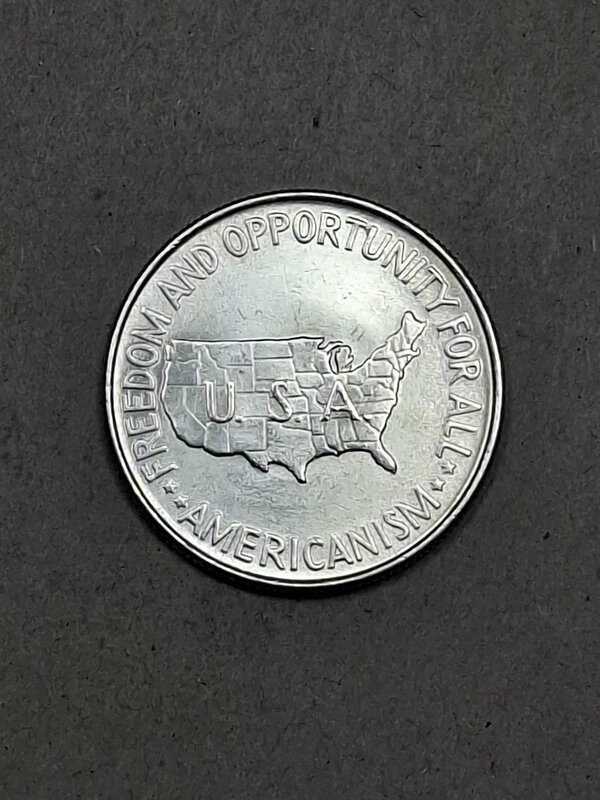 FREEDOM AND OPPORTUNITY FOR ALL
U S A
AMERICANISM